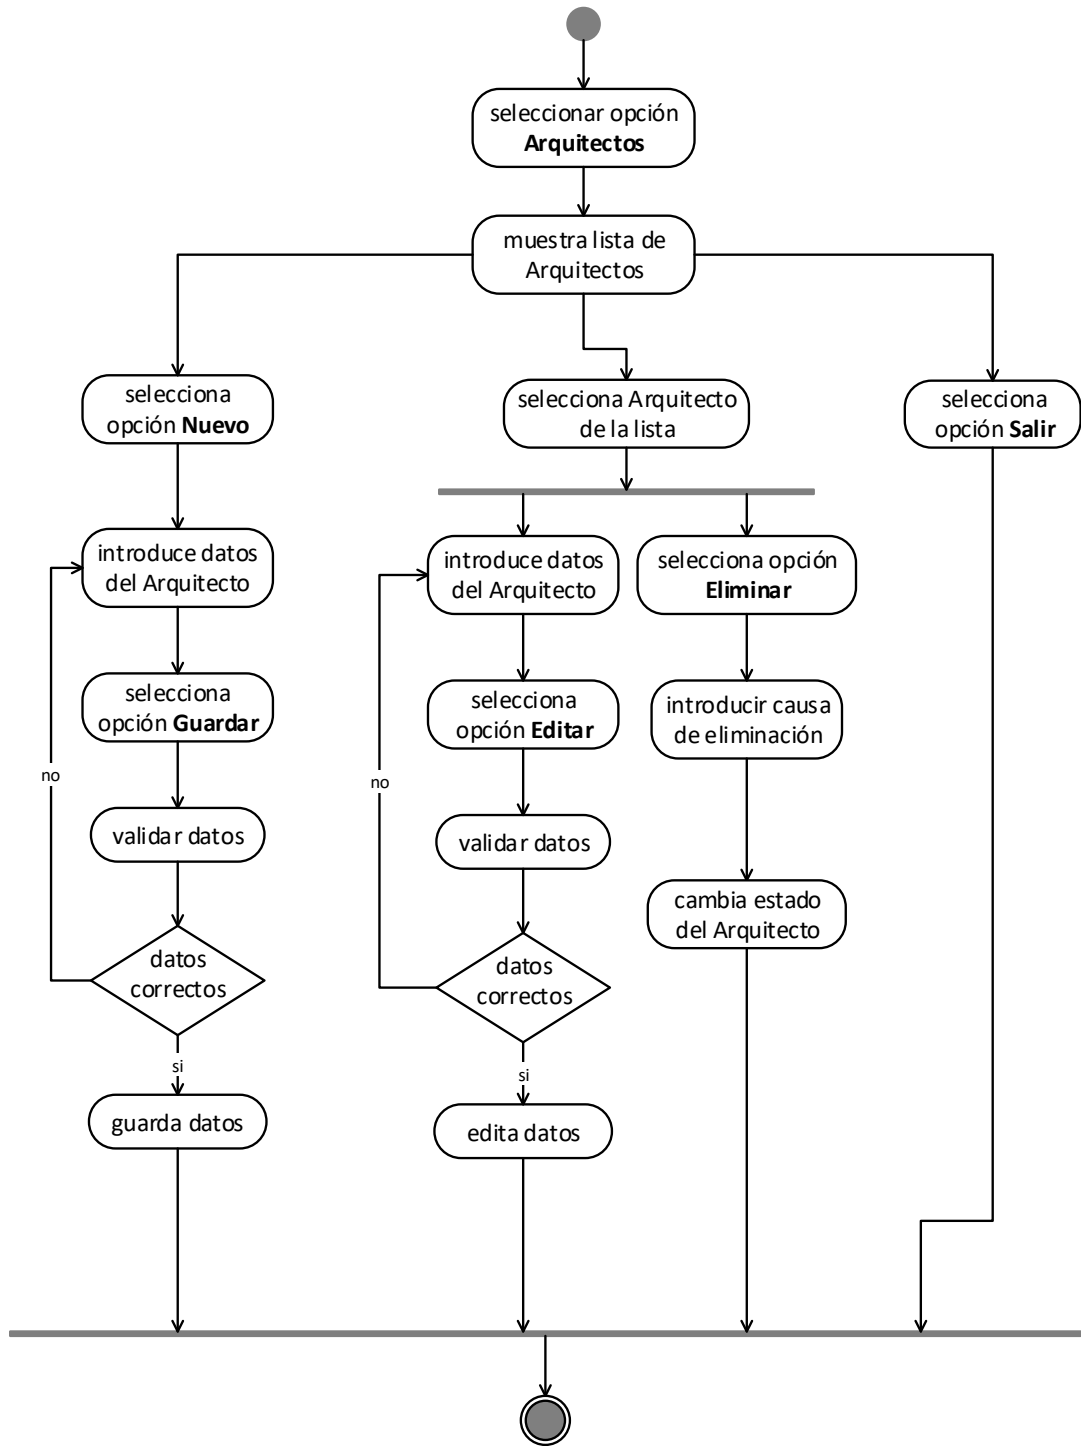 seleccionar opción
Arquitectos
muestra lista de
Arquitectos
selecciona
opción Nuevo
selecciona Arquitecto
de la lista
selecciona
opción Salir
introduce datos
del Arquitecto
introduce datos
del Arquitecto
selecciona opción
Eliminar
selecciona
opción Guardar
selecciona
opción Editar
introducir causa
de eliminación
no
no
validar datos
validar datos
cambia estado
del Arquitecto
datos
correctos
datos
correctos
si
si
guarda datos
edita datos